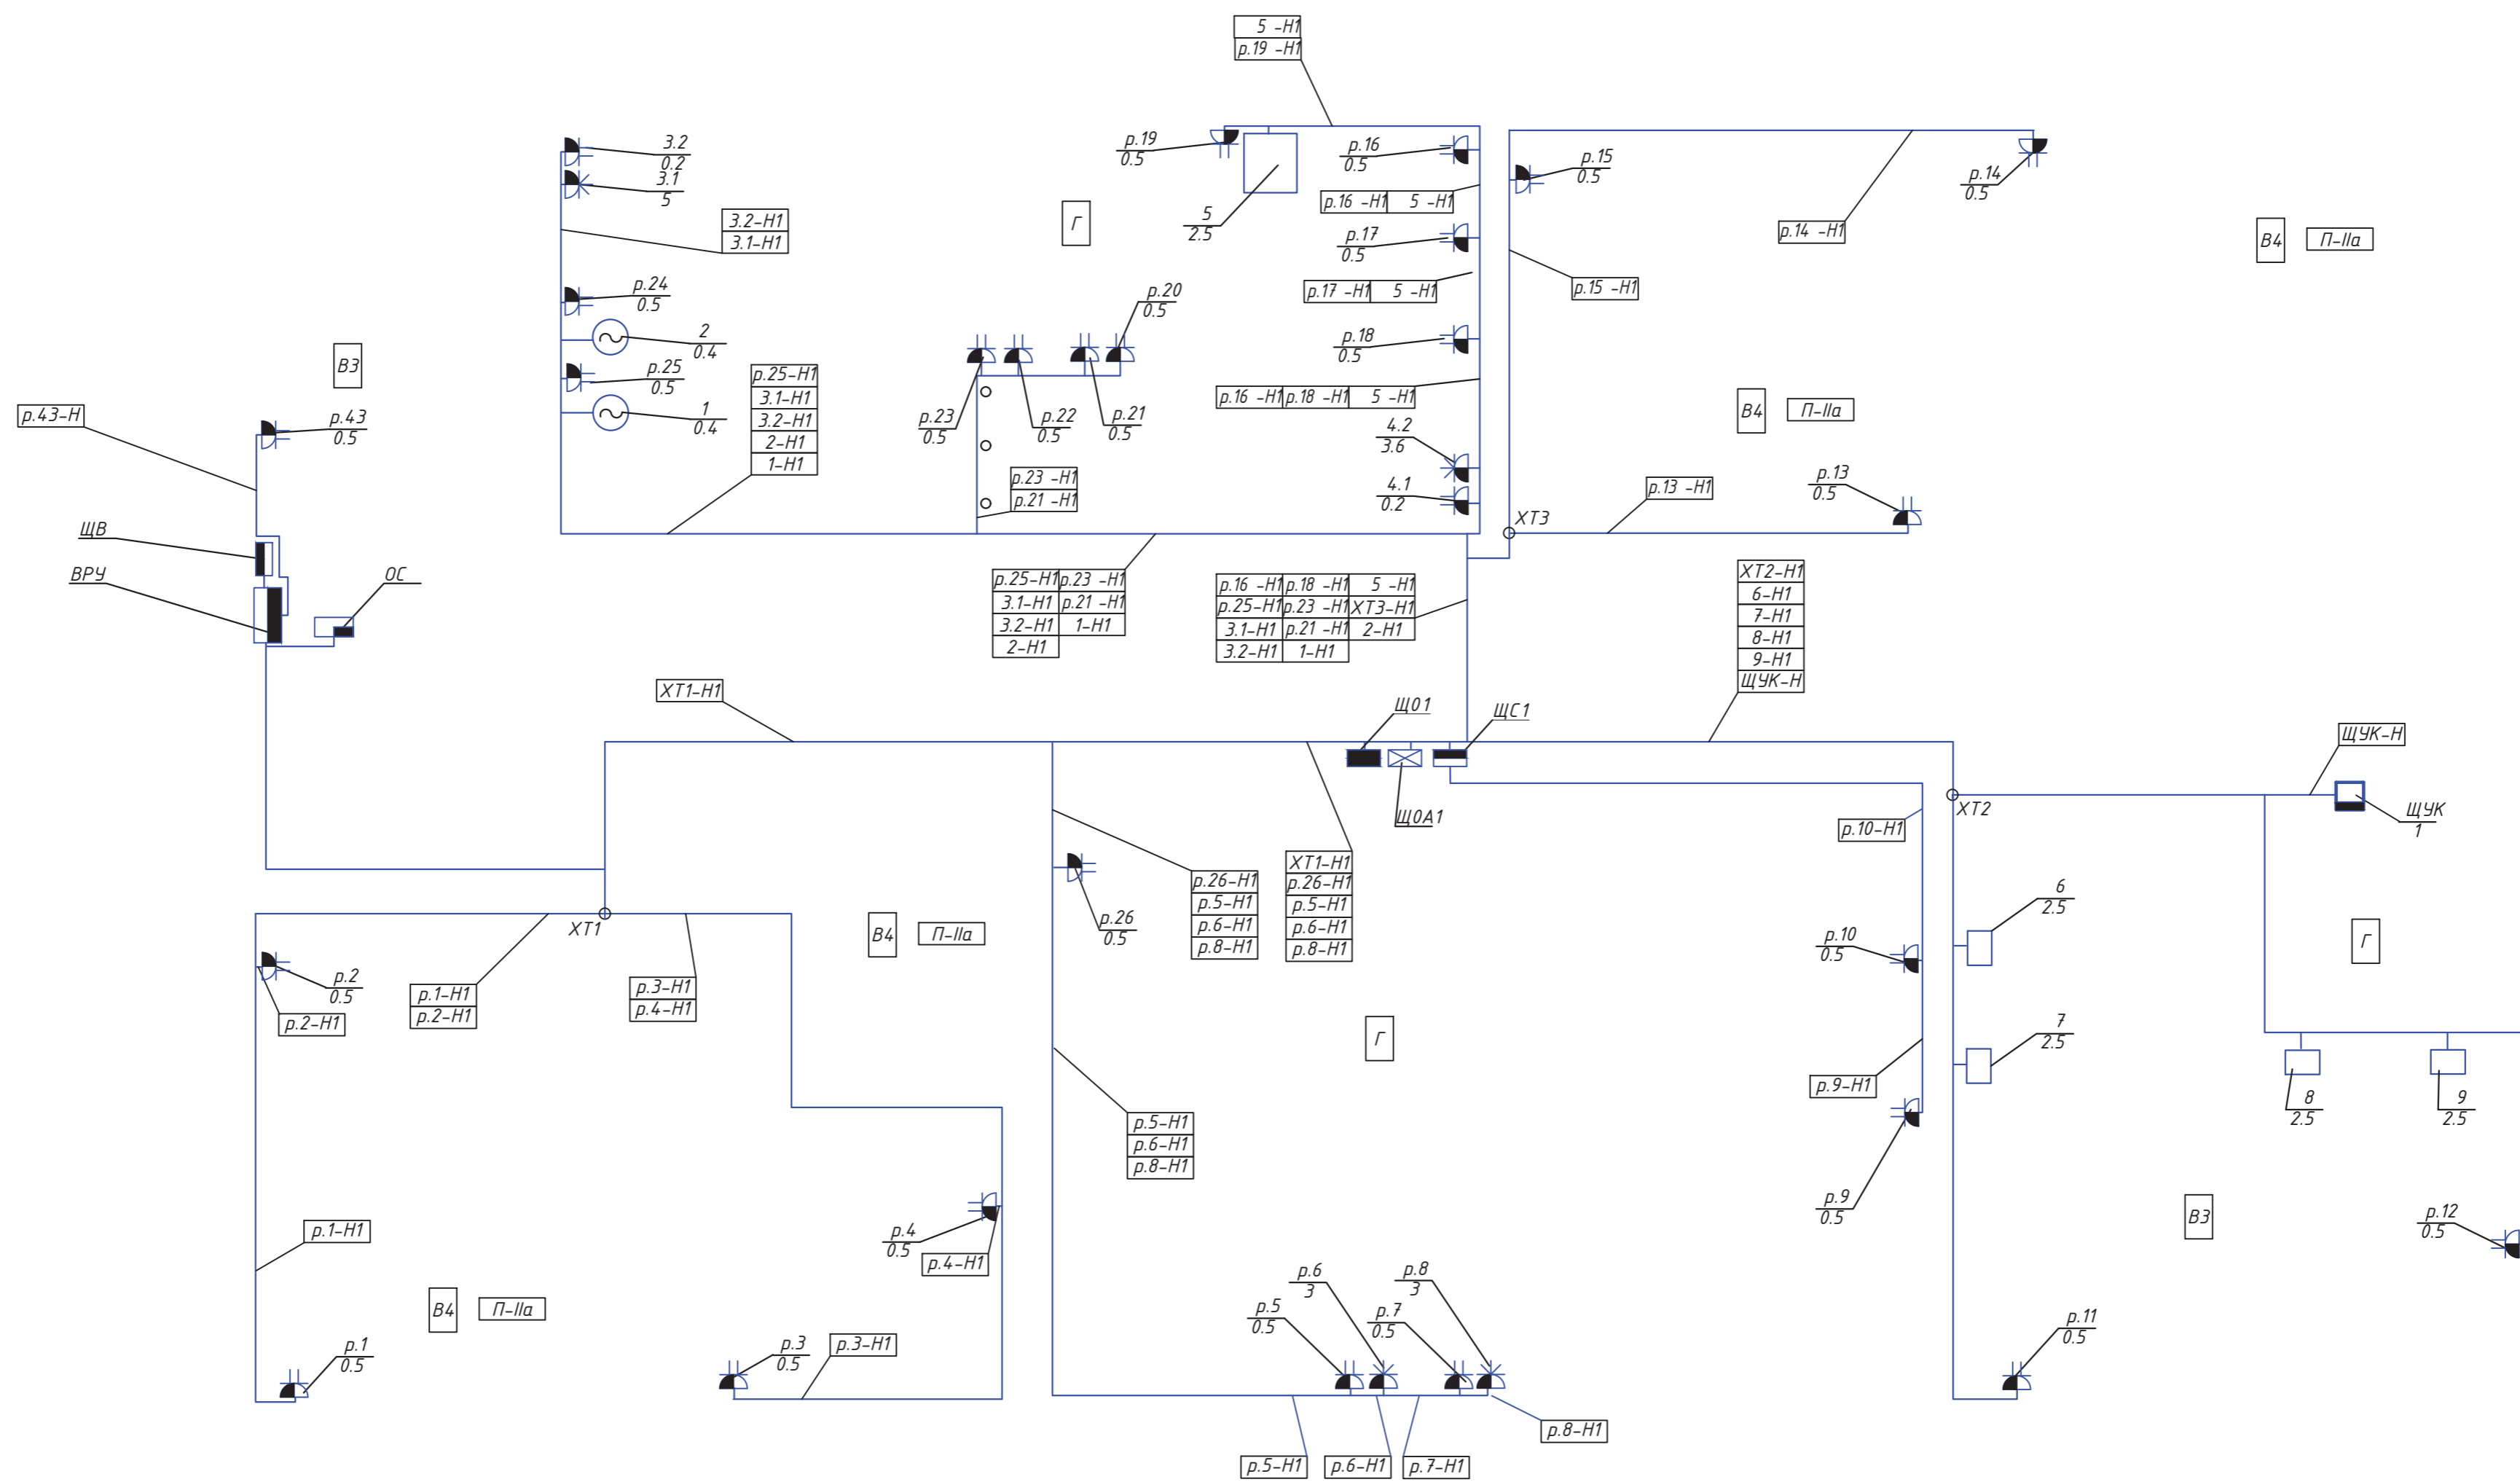 5 -Н1
р.19 -Н1
3.2
0.2
3.1
5
3.2-Н1
3.1-Н1
р.19
0.5
5
2.5
Г
р.16
0.5
р.16 -Н1 5 -Н1
р.17
0.5
р.17 -Н1 5 -Н1
р.18
0.5
р.16 -Н1 р.18 -Н1 5 -Н1
4.2
3.6
4.1
0.2
р.15
0.5
р.15 -Н1
р.14 -Н1
р.14
0.5
В4 П-IIа
В4 П-IIа
р.13 -Н1
р.13
0.5
ХТ3
р.24
0.5
2
0.4
р.25
0.5
1
0.4
р.25-Н1
3.1-Н1
3.2-Н1
2-Н1
1-Н1
р.20
0.5
р.23
0.5
р.22
0.5
р.21
0.5
р.23 -Н1
р.21 -Н1
В3
р.43-Н
р.43
0.5
ЩВ
ВРУ
ОС
р.25-Н1 р.23 -Н1
3.1-Н1 р.21 -Н1
3.2-Н1 1-Н1
2-Н1
р.16 -Н1 р.18 -Н1 5 -Н1
р.25-Н1 р.23 -Н1 ХТ3-Н1
3.1-Н1 р.21 -Н1 2-Н1
3.2-Н1 1-Н1
ХТ2-Н1
6-Н1
7-Н1
8-Н1
9-Н1
ЩУК-Н
ХТ1-Н1
ЩО1
ЩС1
ЩОА1
ЩУК-Н
ЩУК
1
ХТ2
р.10-Н1
р.26-Н1
р.5-Н1
р.6-Н1
р.8-Н1
ХТ1-Н1
р.26-Н1
р.5-Н1
р.6-Н1
р.8-Н1
р.26
0.5
ХТ1
В4 П-IIа
р.2
0.5
р.2-Н1
р.1-Н1
р.2-Н1
р.3-Н1
р.4-Н1
р.10
0.5
6
2.5
7
2.5
Г
Г
р.9-Н1
8
2.5
9
2.5
р.5-Н1
р.6-Н1
р.8-Н1
р.9
0.5
В3
р.12
0.5
р.1-Н1
р.4
0.5
р.4-Н1
В4 П-IIа
р.1
0.5
р.3
0.5
р.3-Н1
р.6
3
р.8
3
р.5
0.5
р.7
0.5
р.11
0.5
р.8-Н1
р.5-Н1
р.6-Н1
р.7-Н1